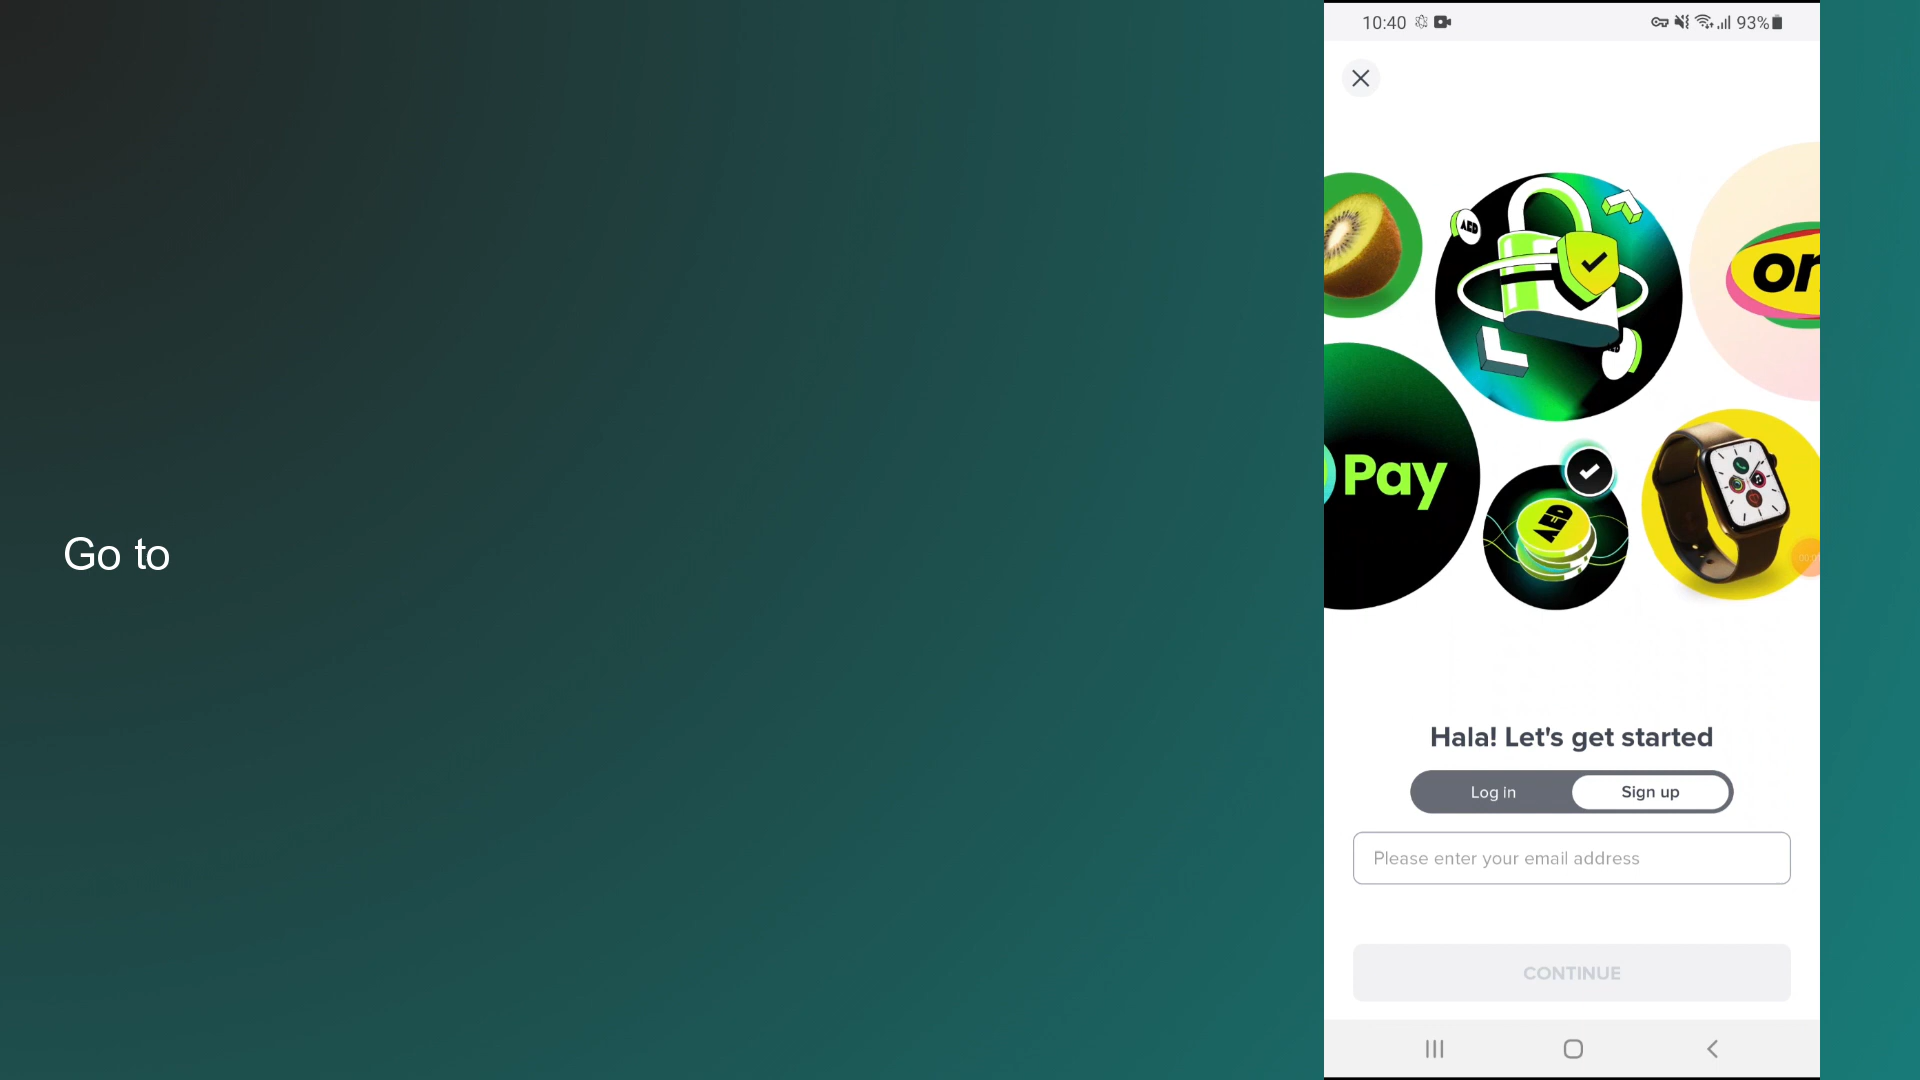 10:40
93%
AED
on
Pay
AED
Go to
Hala! Let's get started
Log in
Sign up
Please enter your email address
CONTINUE